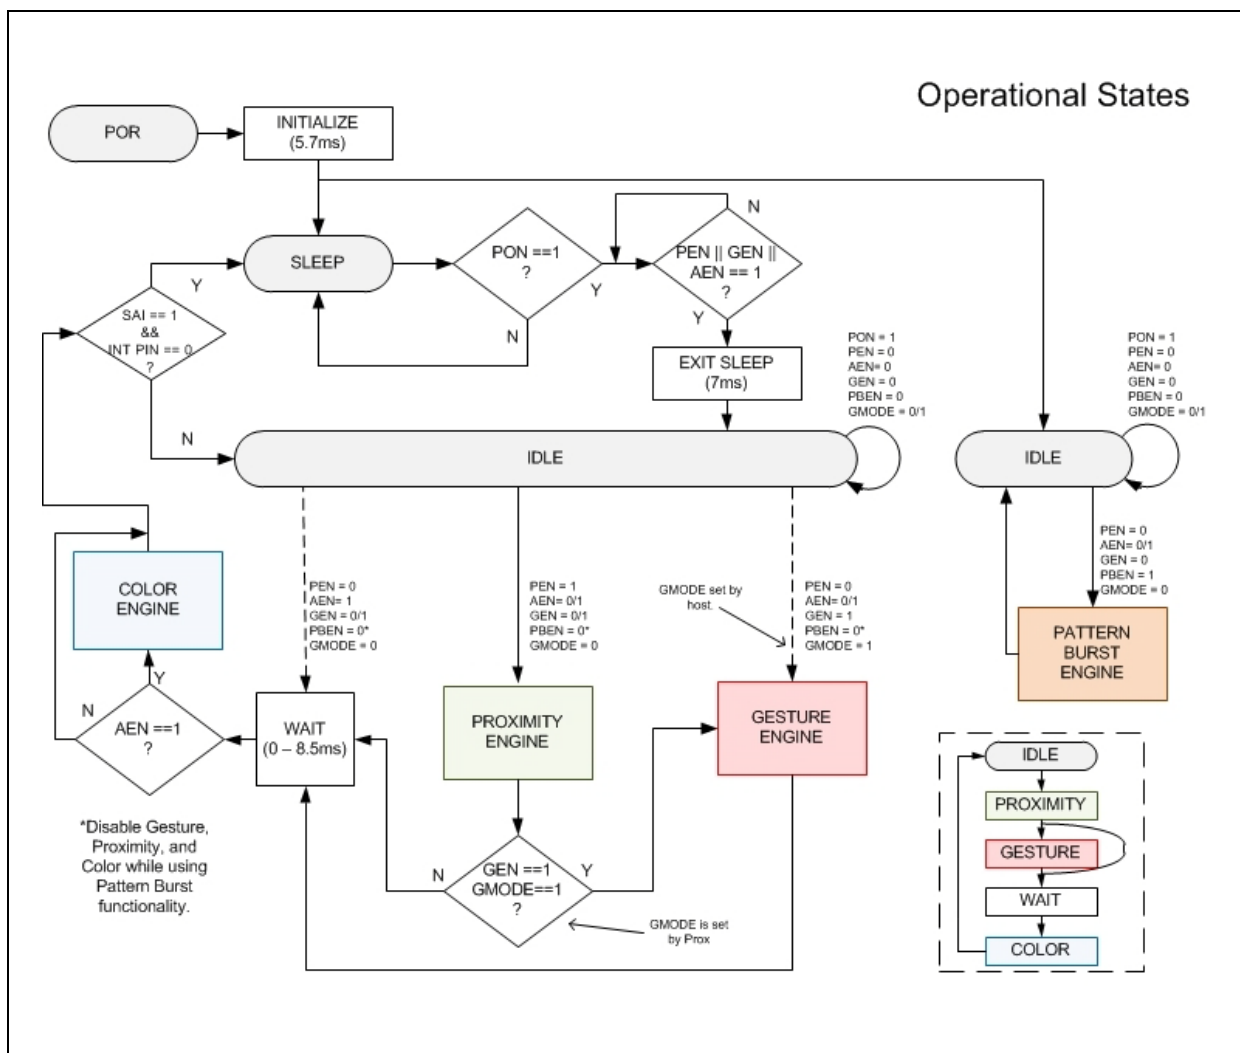 Operational States
POR
INITIALIZE
(5.7ms)
SLEEP
PON ==1
?
N
Y
N
PEN || GEN ||
AEN == 1
?
Y
Y
SAI == 1
&&
INT PIN == 0
?
N
EXIT SLEEP
(7ms)
PON = 1
PEN = 0
AEN= 0
GEN = 0
PBEN = 0
GMODE = 0/1
PON = 1
PEN = 0
AEN= 0
GEN = 0
PBEN = 0
GMODE = 0/1
IDLE
IDLE
COLOR
ENGINE
PEN = 0
AEN= 1
GEN = 0/1
PBEN = 0*
GMODE = 0
PEN = 1
AEN= 0/1
GEN = 0/1
PBEN = 0*
GMODE = 0
GMODE set by
host.
PEN = 0
AEN= 0/1
GEN = 1
PBEN = 0*
GMODE = 1
PEN = 0
AEN= 0/1
GEN = 0
PBEN = 1
GMODE = 0
PATTERN
BURST
ENGINE
Y
N
AEN ==1
?
WAIT
(0 – 8.5ms)
PROXIMITY
ENGINE
GESTURE
ENGINE
*Disable Gesture,
Proximity, and
Color while using
Pattern Burst
functionality.
N
GEN ==1
GMODE==1
?
Y
GMODE is set
by Prox
IDLE
PROXIMITY
GESTURE
WAIT
COLOR